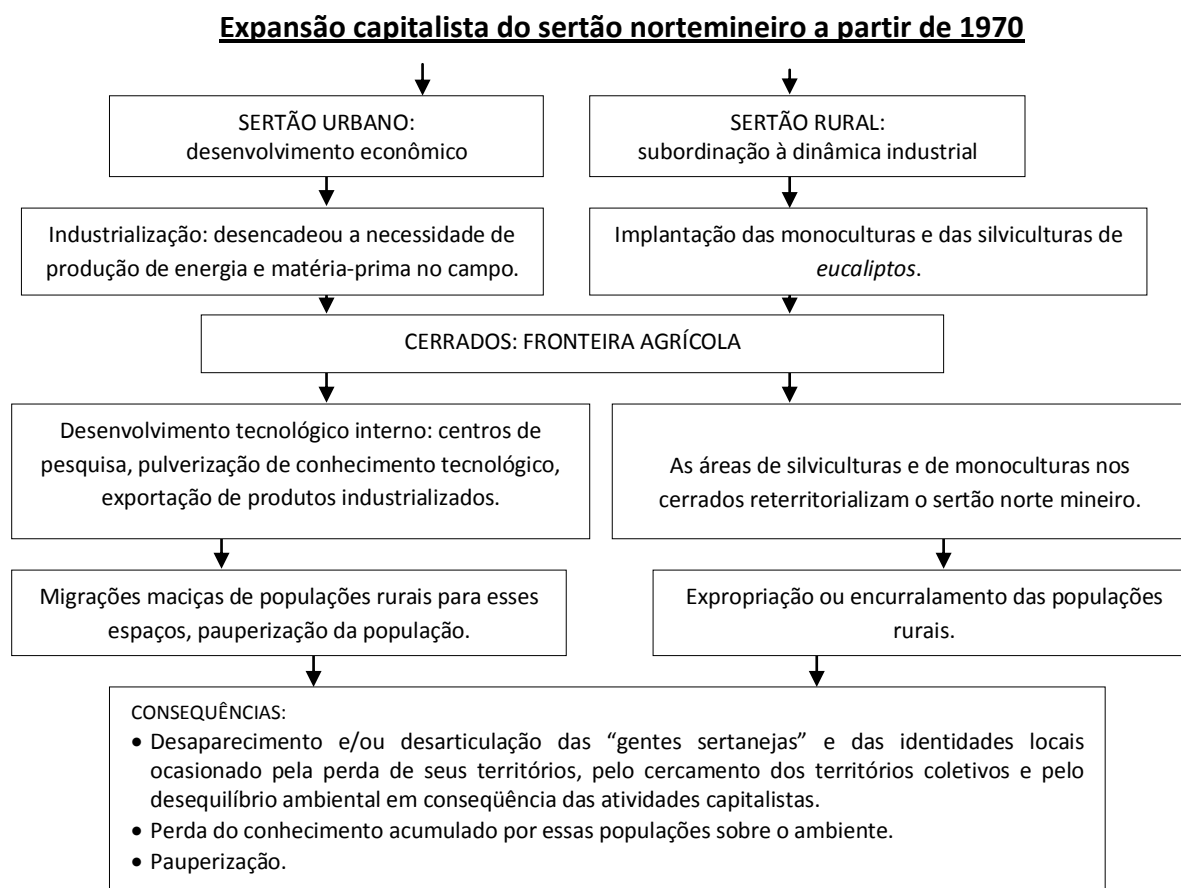 Expansão capitalista do sertão nortemineiro a partir de 1970
SERTÃO URBANO:
desenvolvimento econômico
SERTÃO RURAL:
subordinação à dinâmica industrial
Industrialização: desencadeou a necessidade de
produção de energia e matéria-prima no campo.
Implantação das monoculturas e das silviculturas de
eucaliptos.
CERRADOS: FRONTEIRA AGRÍCOLA
Desenvolvimento tecnológico interno: centros de
pesquisa, pulverização de conhecimento tecnológico,
exportação de produtos industrializados.
As áreas de silviculturas e de monoculturas nos
cerrados reterritorializam o sertão norte mineiro.
Migrações maciças de populações rurais para esses
espaços, pauperização da população.
Expropriação ou encurralamento das populações
rurais.
CONSEQUÊNCIAS:
• Desaparecimento e/ou desarticulação das “gentes sertanejas” e das identidades locais
ocasionado pela perda de seus territórios, pelo cercamento dos territórios coletivos e pelo
desequilíbrio ambiental em conseqüência das atividades capitalistas.
• Perda do conhecimento acumulado por essas populações sobre o ambiente.
• Pauperização.